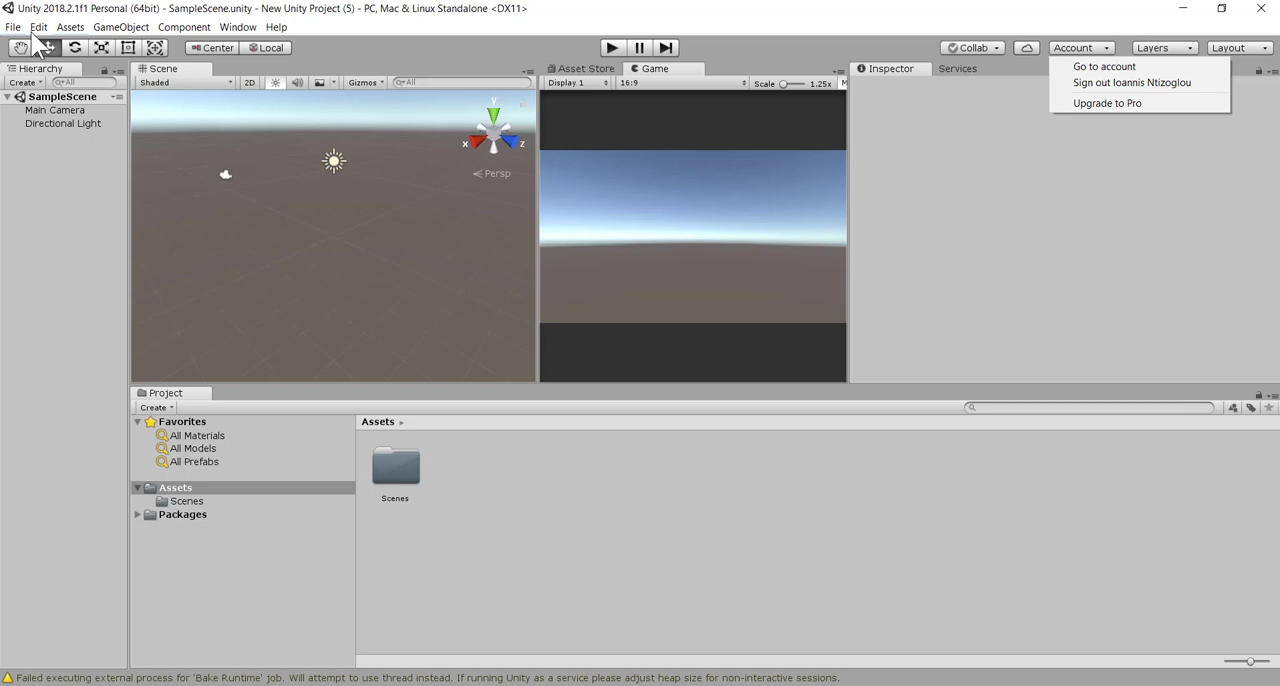 Unity 2018.2.1f1 Personal (64bit) - SampleScene.unity - New Unity Project (5) - PC, Mac & Linux Standalone <DX11>
File Edit Assets GameObject Component Window Help
Center Local Collab Account Layers Layout
Hierarchy Scene Asset Store Game Inspector Services
Create All Shaded 2D Gizmos All Display 1 16:9 Scale 1.25x M
Go to account
Sign out Ioannis Ntizoglou
Upgrade to Pro
SampleScene
Main Camera
Directional Light
y
x z
Persp
Project
Create
Favorites Assets
All Materials
All Models
All Prefabs
Assets
Scenes Scenes
Packages
Failed executing external process for 'Bake Runtime' job. Will attempt to use thread instead. If running Unity as a service please adjust heap size for non-interactive sessions.